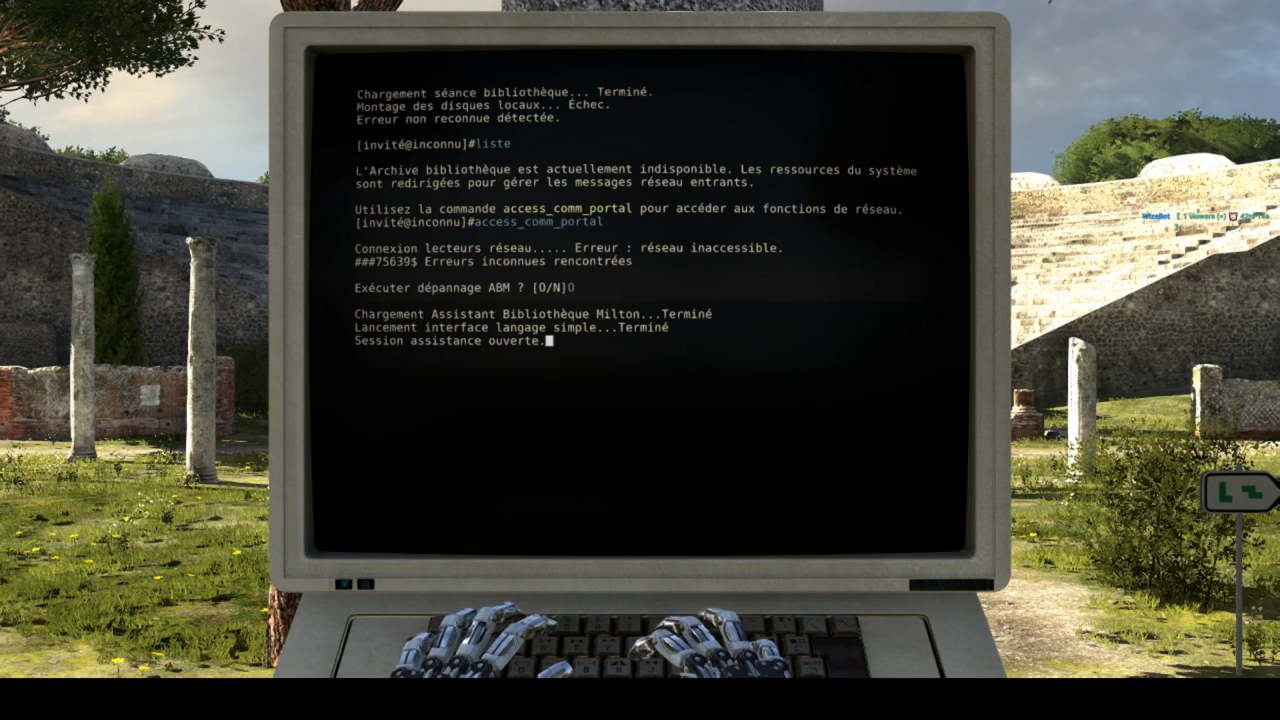 Chargement séance bibliothèque... Terminé.
Montage des disques locaux... Échec.
Erreur non reconnue détectée.
[invité@inconnu]#liste
L'Archive bibliothèque est actuellement indisponible. Les ressources du système
sont redirigées pour gérer les messages réseau entrants.
Utilisez la commande access_comm_portal pour accéder aux fonctions de réseau.
[invité@inconnu]#access_comm_portal
Connexion lecteurs réseau..... Erreur : réseau inaccessible.
###75639$ Erreurs inconnues rencontrées
Exécuter dépannage ABM ? [O/N]O
Chargement Assistant Bibliothèque Milton...Terminé
Lancement interface langage simple...Terminé
Session assistance ouverte.
WizeBot 1 viewers